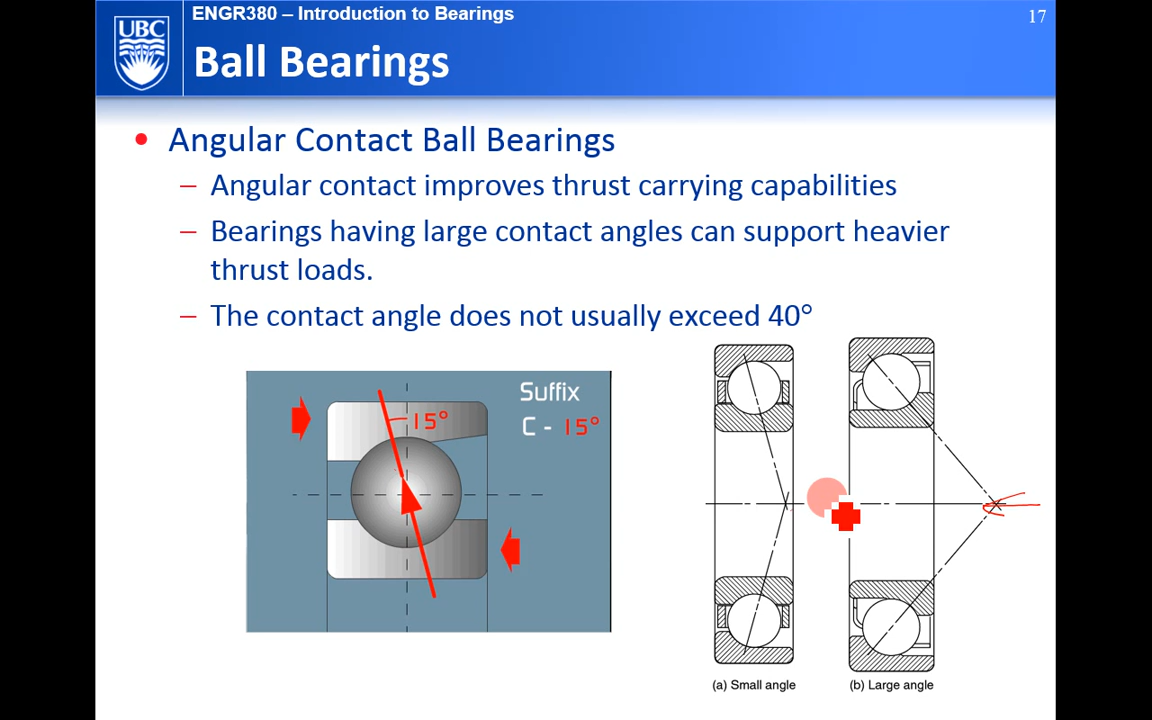 ENGR380 – Introduction to Bearings
17
UBC
Ball Bearings
• Angular Contact Ball Bearings
– Angular contact improves thrust carrying capabilities
– Bearings having large contact angles can support heavier
thrust loads.
– The contact angle does not usually exceed 40°
Suffix
15°
C - 15°
(a) Small angle
(b) Large angle